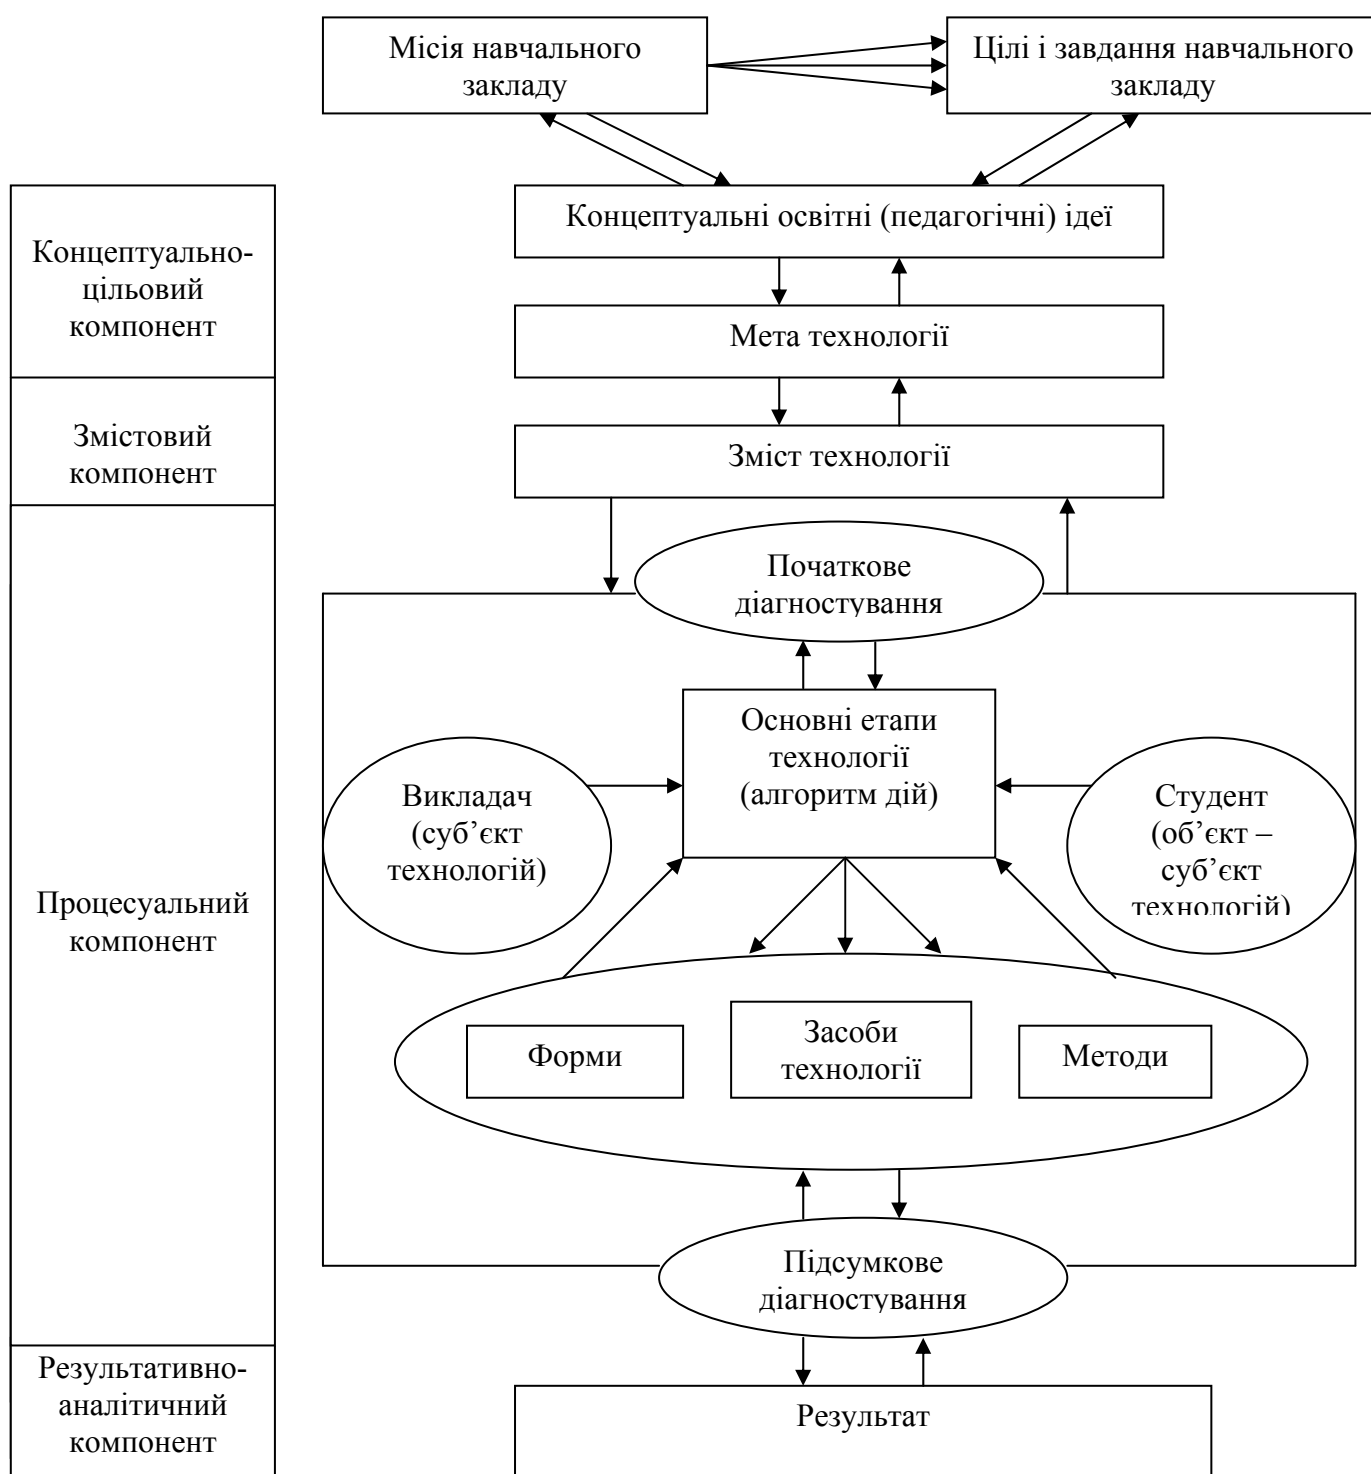 Місія навчального
закладу
Цілі і завдання навчального
закладу
Концептуальні освітні (педагогічні) ідеї
Концептуально-
цільовий
компонент
Мета технології
Змістовий
компонент
Зміст технології
Початкове
діагностування
Основні етапи
технології
(алгоритм дій)
Викладач
(суб’єкт
технологій)
Студент
(об’єкт –
суб’єкт
технологій)
Процесуальний
компонент
Форми
Засоби
технології
Методи
Підсумкове
діагностування
Результативно-
аналітичний
компонент
Результат